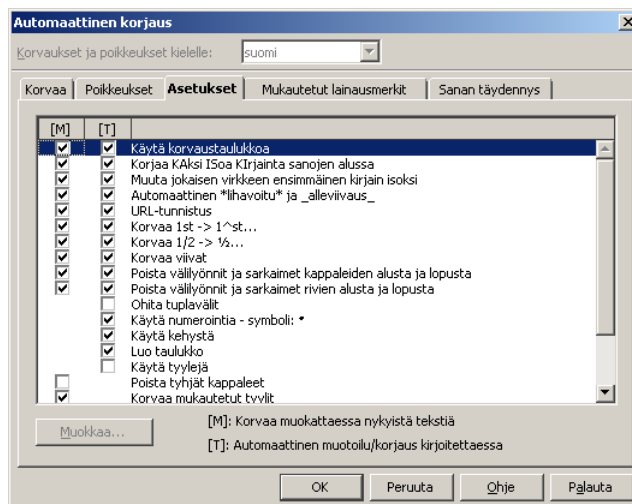 Automaattinen korjaus
Korvaukset ja poikkeukset kielelle: suomi
Korvaa Poikkeukset Asetukset Mukautetut lainausmerkit Sanan täydennys
[M] [T]
Käytä korvaustaulukkoa
Korjaa KAksi ISoa KIrjainta sanojen alussa
Muuta jokaisen virkkeen ensimmäinen kirjain isoksi
Automaattinen *lihavoitu* ja _alleviivaus_
URL-tunnistus
Korvaa 1st -> 1^st...
Korvaa 1/2 -> ½...
Korvaa viivat
Poista välilyönnit ja sarkaimet kappaleiden alusta ja lopusta
Poista välilyönnit ja sarkaimet rivien alusta ja lopusta
Ohita tuplavälit
Käytä numerointia - symboli: •
Käytä kehystä
Luo taulukko
Käytä tyylejä
Poista tyhjät kappaleet
Korvaa mukautetut tyylit
Muokkaa...
[M]: Korvaa muokattaessa nykyistä tekstiä
[T]: Automaattinen muotoilu/korjaus kirjoitettaessa
OK Peruuta Ohje Palauta